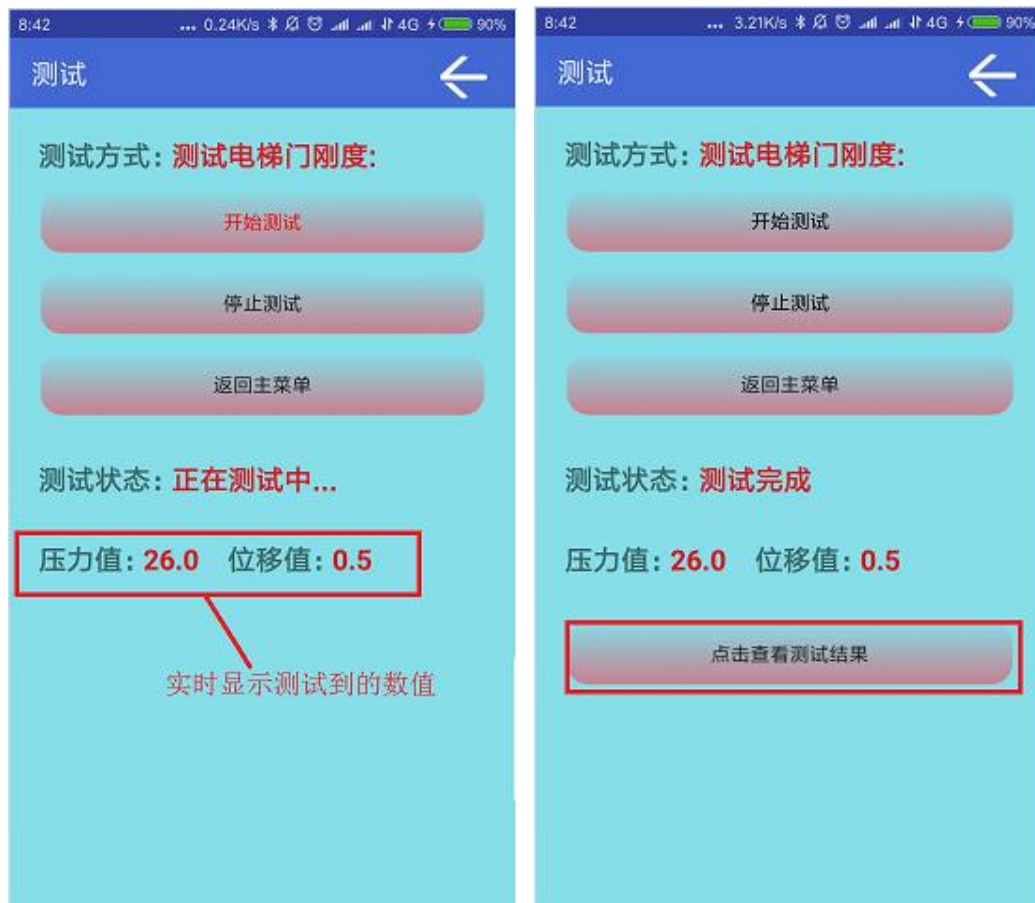 8:42
... 0.24K/s 4G 90%
测试
测试方式: 测试电梯门刚度:
开始测试
停止测试
返回主菜单
测试状态: 正在测试中...
压力值: 26.0 位移值: 0.5
实时显示测试到的数值
8:42
... 3.21K/s 4G 90%
测试
测试方式: 测试电梯门刚度:
开始测试
停止测试
返回主菜单
测试状态: 测试完成
压力值: 26.0 位移值: 0.5
点击查看测试结果